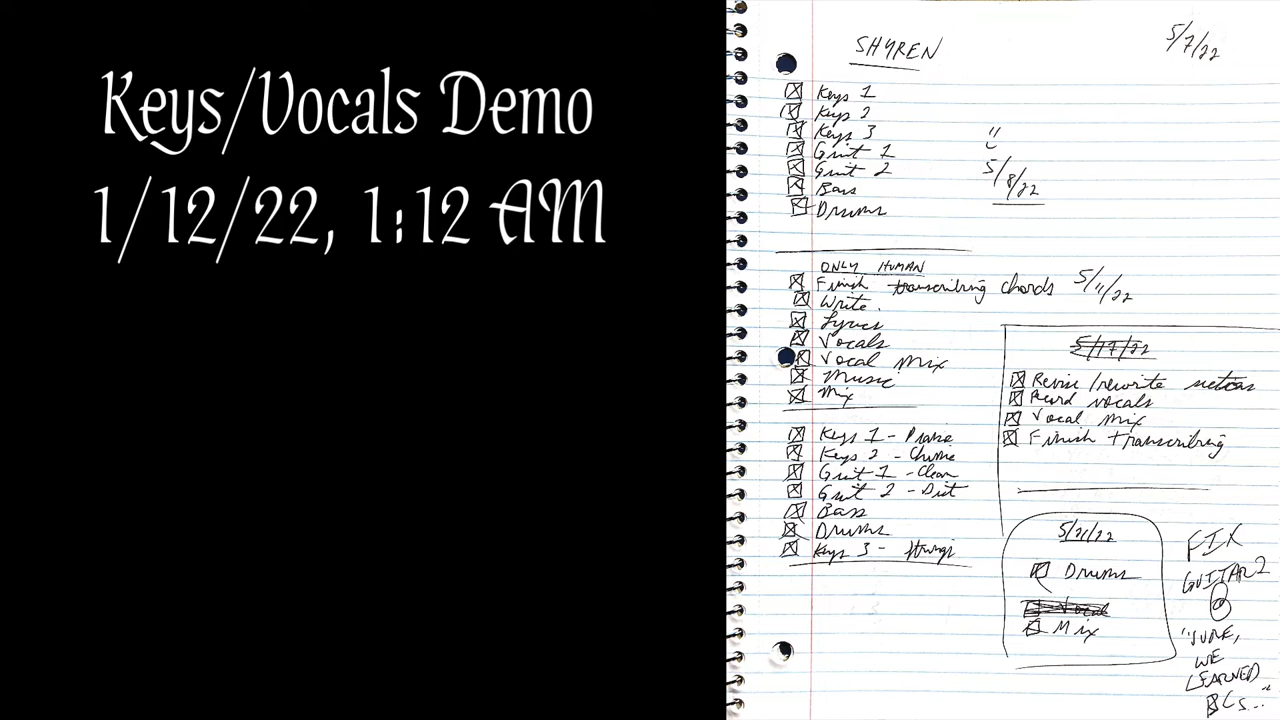 Keys/Vocals Demo
1/12/22, 1:12 AM
SHYREN
5/7/22
Keys 1
Keys 2
Keys 3
Guit 1
Guit 2
Bass
Drums
5/8/22
ONLY HUMAN
Finish transcribing chords 5/11/22
Write
Lyrics
Vocals
Vocal Mix
Music
Mix
5/17/22
Revise/rewrite
Record vocals
Vocal mix
Finish transcribing
Keys 1 -
Keys 2 -
Guit 1 - Clean
Guit 2 - Dist
Bass
Drums
Keys 3 - Strings
5/21/22
Drums
Vocal
Mix
FIX
GUITAR 2
"SURE,
WE
LEARNED